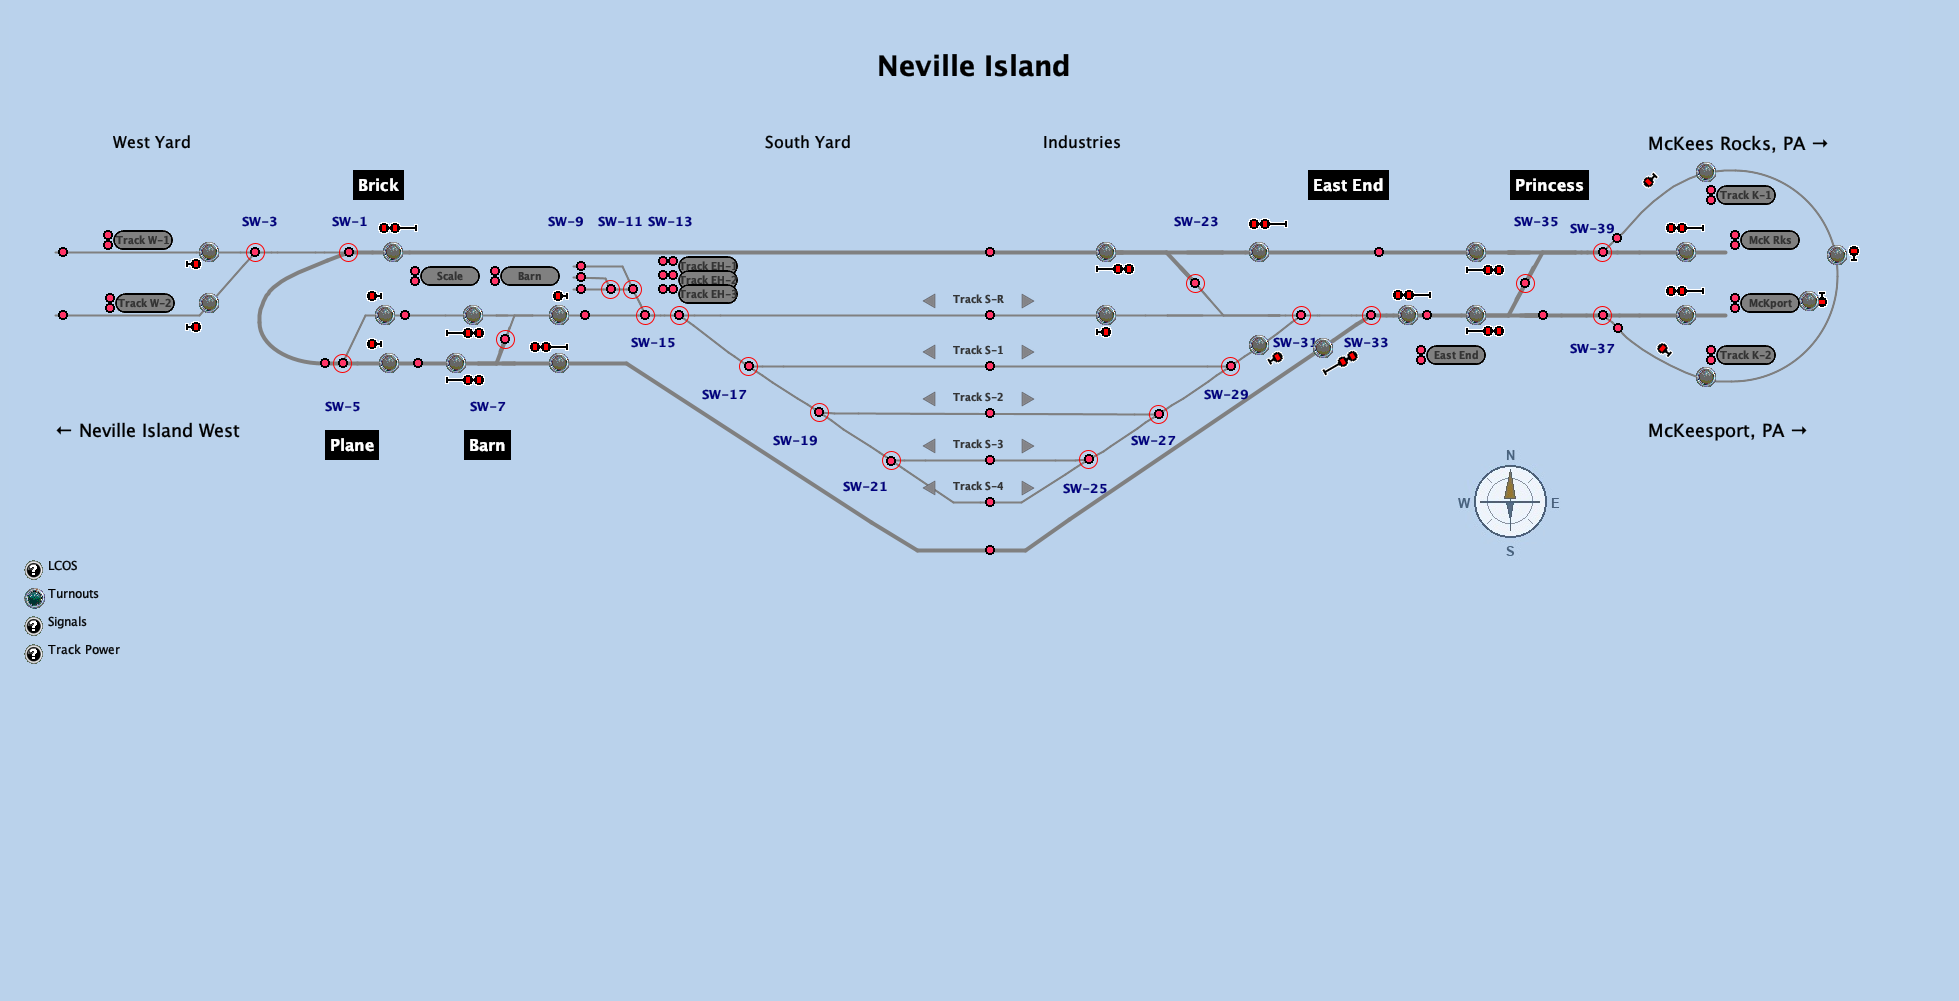 Neville Island
West Yard
South Yard
Industries
McKees Rocks, PA →
Brick
East End
Princess
Track K-1
SW-3
SW-1
SW-9
SW-11
SW-13
SW-23
SW-35
SW-39
Track W-1
McK Rks
Scale
Barn
Track EH-1
Track EH-2
Track EH-3
Track W-2
Track S-R
McKport
SW-15
SW-31
SW-33
SW-37
Track S-1
East End
Track K-2
SW-17
SW-29
Track S-2
SW-5
SW-7
← Neville Island West
Plane
Barn
SW-19
Track S-3
SW-27
McKeesport, PA →
SW-21
Track S-4
SW-25
N
W
E
S
? LCOS
Turnouts
? Signals
? Track Power